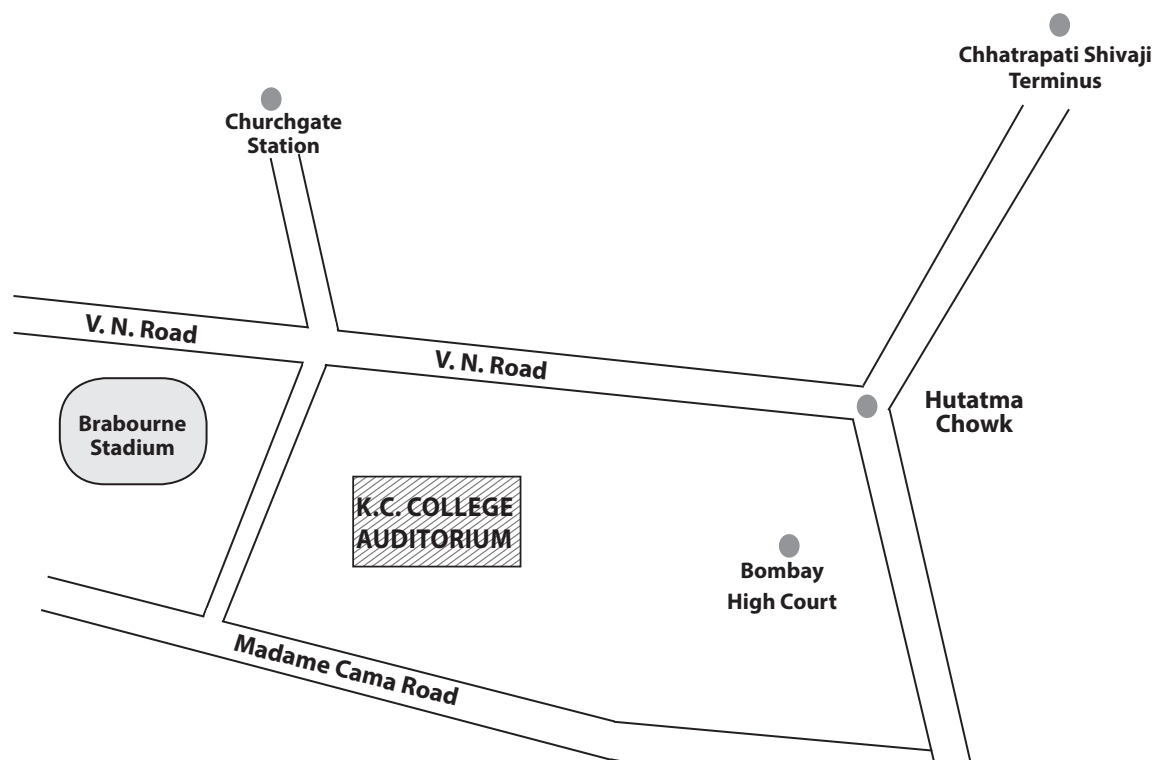 Chhatrapati Shivaji
Terminus
Churchgate
Station
V. N. Road
V. N. Road
Brabourne
Stadium
Hutatma
Chowk
K.C. COLLEGE
AUDITORIUM
Bombay
High Court
Madame Cama Road